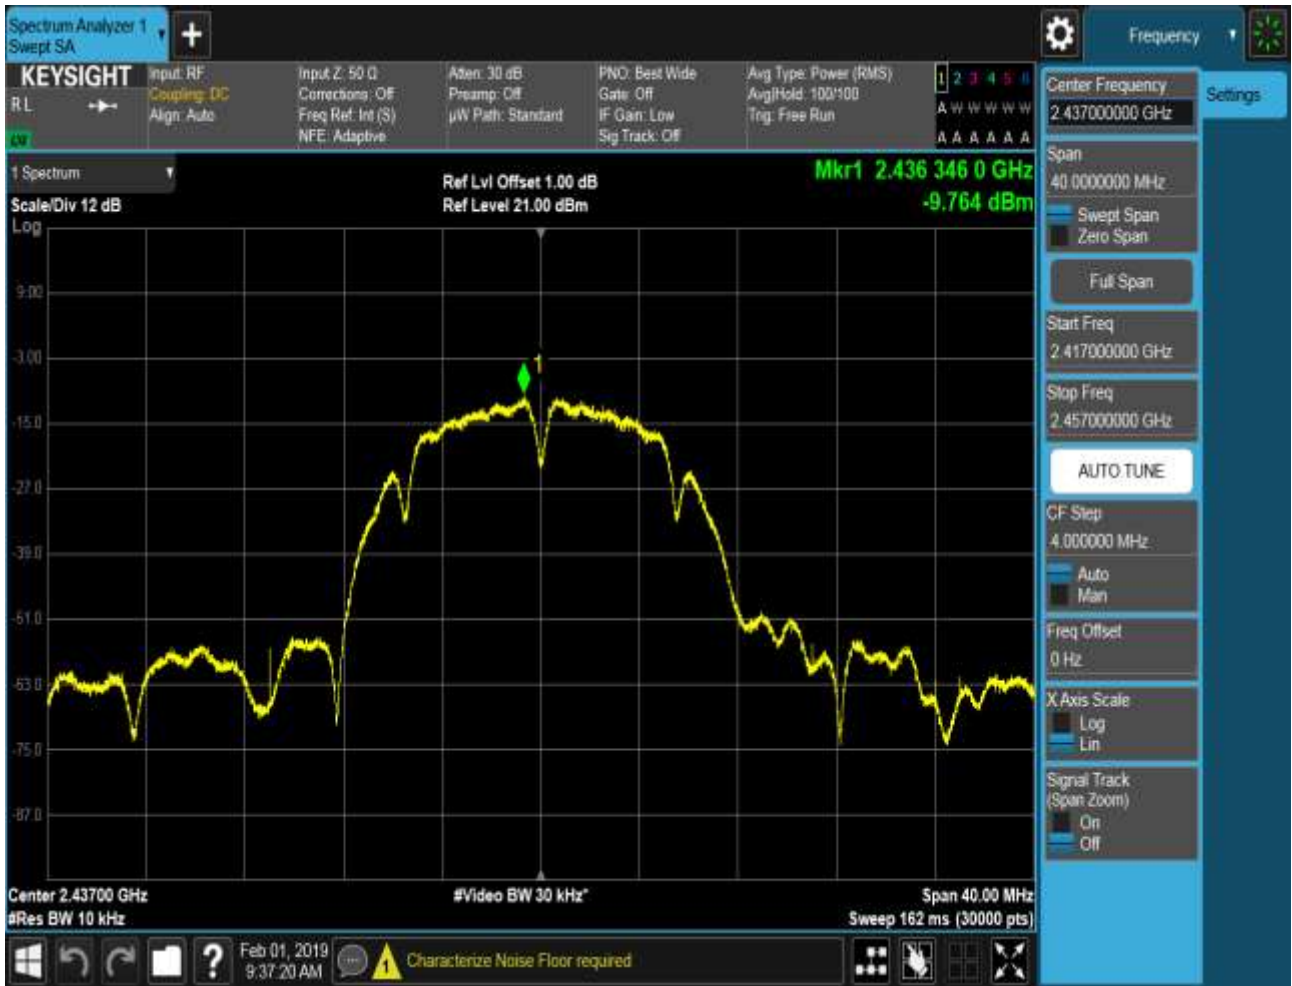 Spectrum Analyzer 1
Swept SA
+
Frequency
KEYSIGHT
R L
LXI
Input: RF
Coupling: DC
Align: Auto
Input Z: 50 Ω
Corrections: Off
Freq Ref: Int (S)
NFE: Adaptive
Atten: 30 dB
Preamp: Off
µW Path: Standard
PNO: Best Wide
Gate: Off
IF Gain: Low
Sig Track: Off
Avg Type: Power (RMS)
Avg|Hold: 100/100
Trig: Free Run
1 2 3 4 5 6
A W W W W W
A A A A A A
1 Spectrum
Scale/Div 12 dB
Log
Ref Lvl Offset 1.00 dB
Ref Level 21.00 dBm
Mkr1 2.436 346 0 GHz
-9.764 dBm
9.00
-3.00
-15.0
-27.0
-39.0
-51.0
-63.0
-75.0
-87.0
1
Center 2.43700 GHz
#Res BW 10 kHz
#Video BW 30 kHz*
Span 40.00 MHz
Sweep 162 ms (30000 pts)
Center Frequency
2.437000000 GHz
Settings
Span
40.0000000 MHz
Swept Span
Zero Span
Full Span
Start Freq
2.417000000 GHz
Stop Freq
2.457000000 GHz
AUTO TUNE
CF Step
4.000000 MHz
Auto
Man
Freq Offset
0 Hz
X Axis Scale
Log
Lin
Signal Track
(Span Zoom)
On
Off
?
Feb 01, 2019
9:37:20 AM
1
Characterize Noise Floor required